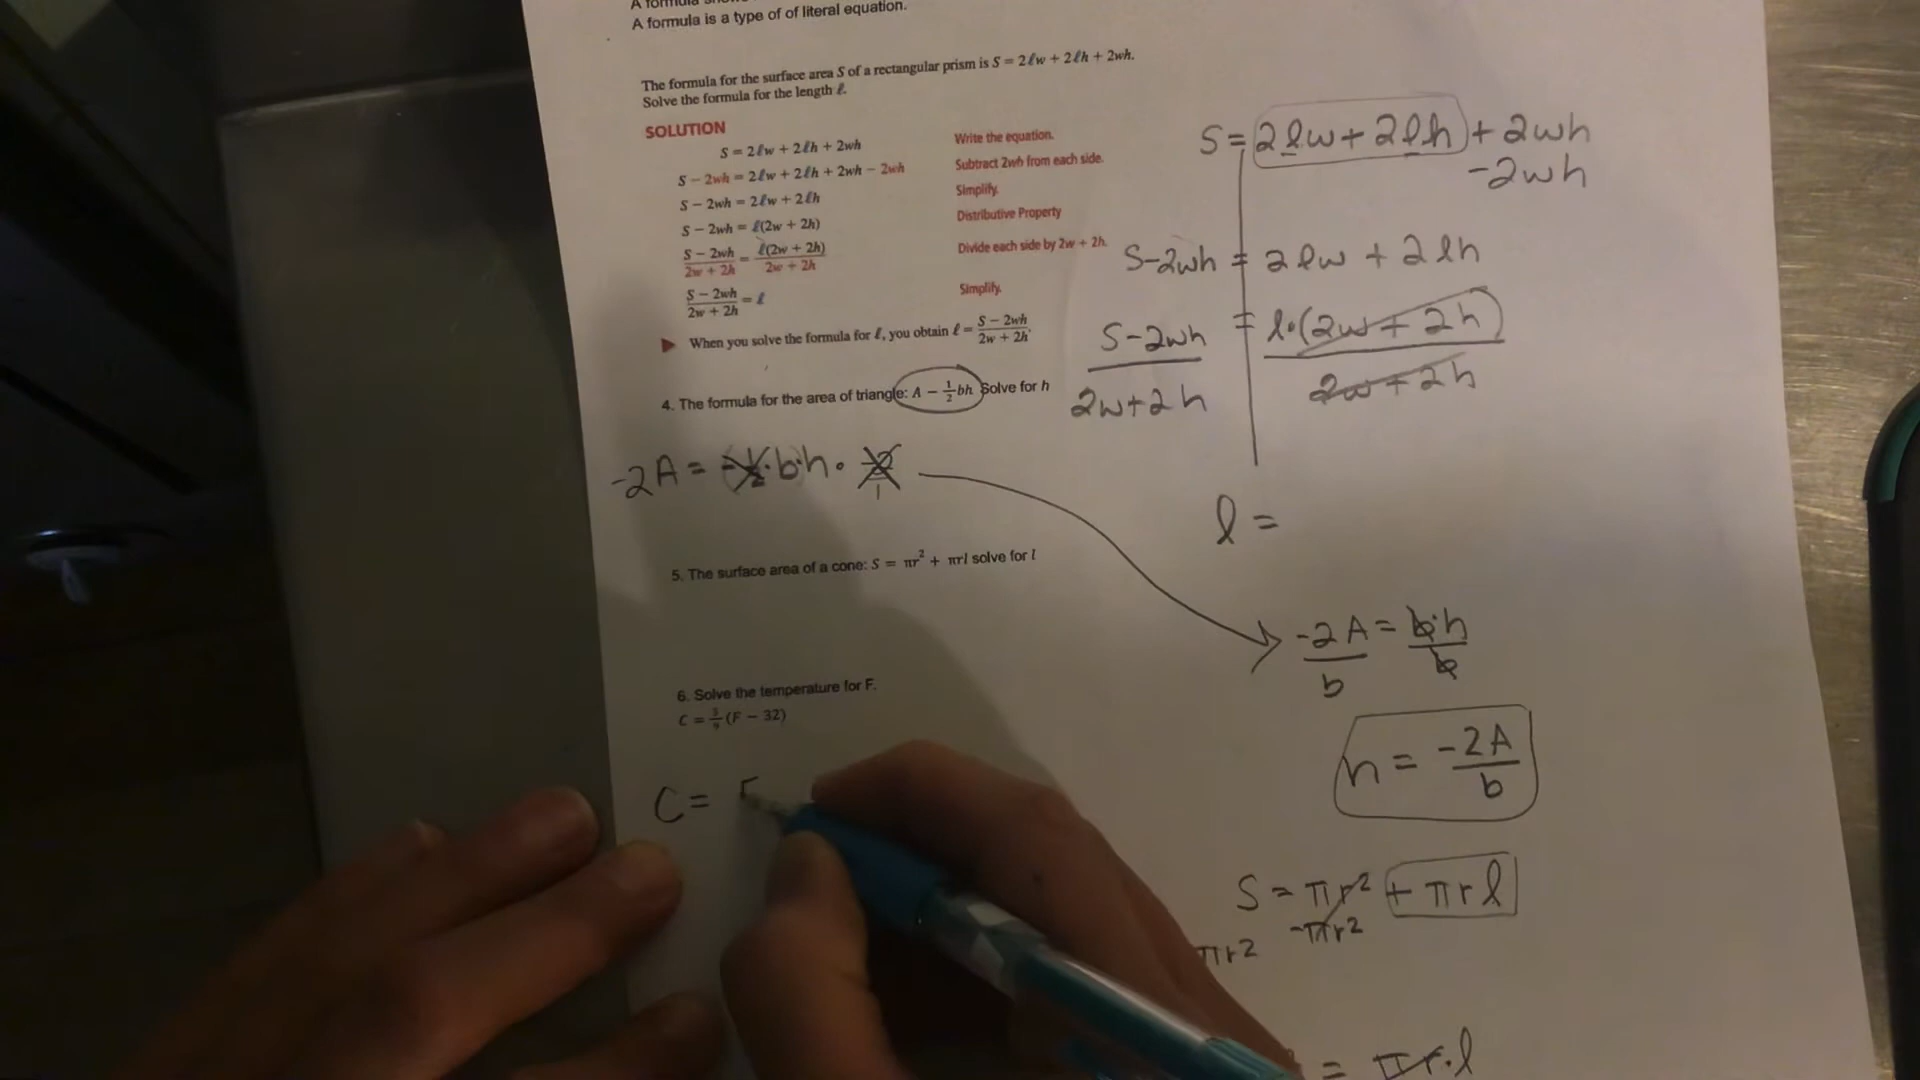 A formula
A formula is a type of of literal equation.
The formula for the surface area S of a rectangular prism is S = 2ℓw + 2ℓh + 2wh.
Solve the formula for the length ℓ.
SOLUTION
S = 2ℓw + 2ℓh + 2wh Write the equation.
S − 2wh = 2ℓw + 2ℓh + 2wh − 2wh Subtract 2wh from each side.
S − 2wh = 2ℓw + 2ℓh Simplify.
S − 2wh = ℓ(2w + 2h) Distributive Property
S − 2wh / 2w + 2h = ℓ(2w + 2h) / 2w + 2h Divide each side by 2w + 2h.
S − 2wh / 2w + 2h = ℓ Simplify.
When you solve the formula for ℓ, you obtain ℓ = S − 2wh / 2w + 2h.
4. The formula for the area of triangle: A − 1/2 bh Solve for h
-2A = -1/2 · b · h · -2/1
5. The surface area of a cone: S = πr² + πrl solve for l
6. Solve the temperature for F.
C = 5/9 (F − 32)
C = 5
S = 2ℓw + 2ℓh + 2wh
-2wh
S-2wh = 2ℓw + 2ℓh
S-2wh = ℓ·(2w + 2h)
2w+2h 2w+2h
ℓ =
-2A = b·h
b b
h = -2A
b
S = πr² + πrℓ
πr² -πr²
= πr·ℓ